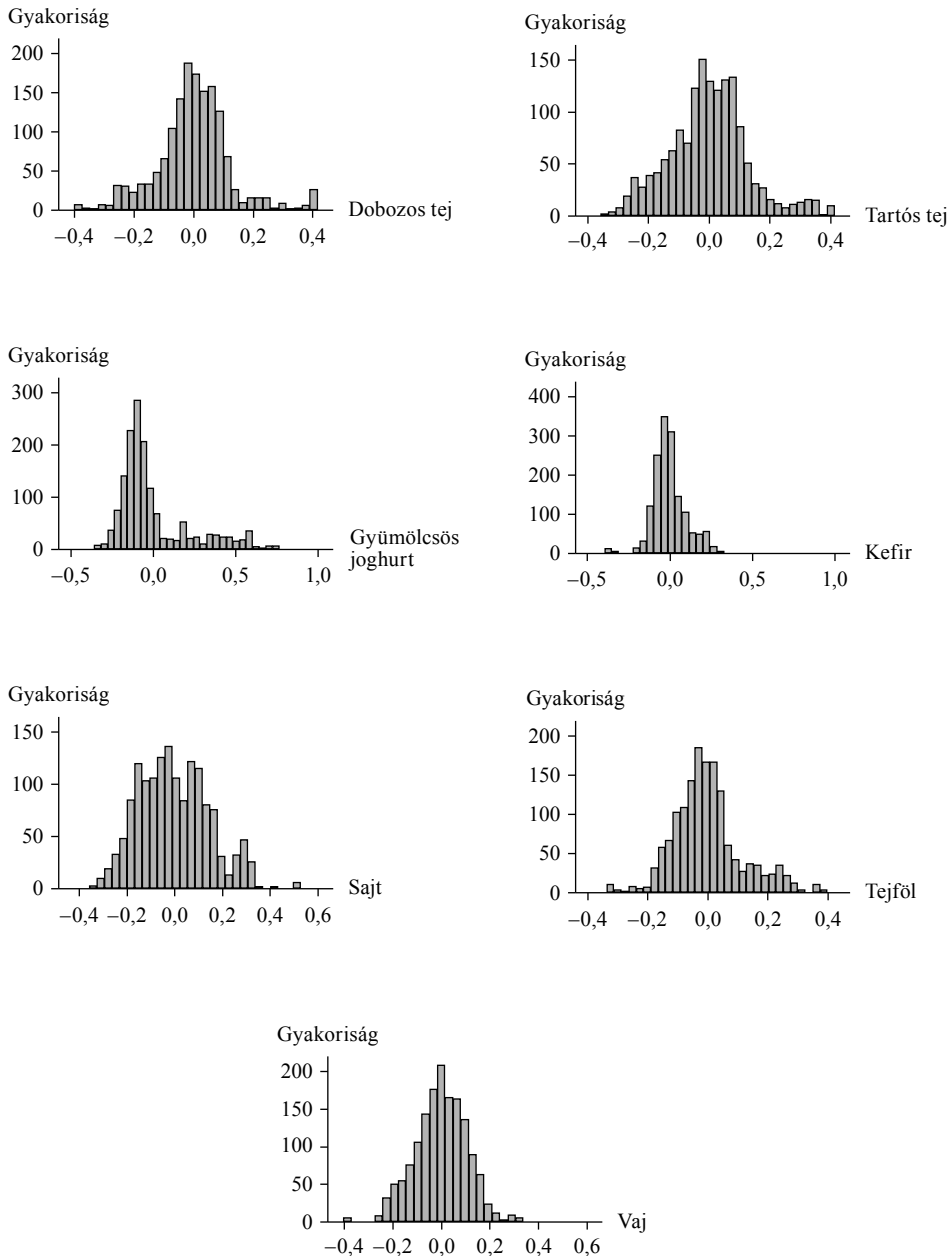 Gyakoriság
200
150
100
50
0
–0,4 –0,2 0,0 0,2 0,4
Dobozos tej
Gyakoriság
150
100
50
0
–0,4 –0,2 0,0 0,2 0,4
Tartós tej
Gyakoriság
300
200
100
0
–0,5 0,0 0,5 1,0
Gyümölcsös
joghurt
Gyakoriság
400
300
200
100
0
–0,5 0,0 0,5 1,0
Kefir
Gyakoriság
150
100
50
0
–0,4 –0,2 0,0 0,2 0,4 0,6
Sajt
Gyakoriság
200
150
100
50
0
–0,4 –0,2 0,0 0,2 0,4
Tejföl
Gyakoriság
200
150
100
50
0
–0,4 –0,2 0,0 0,2 0,4 0,6
Vaj